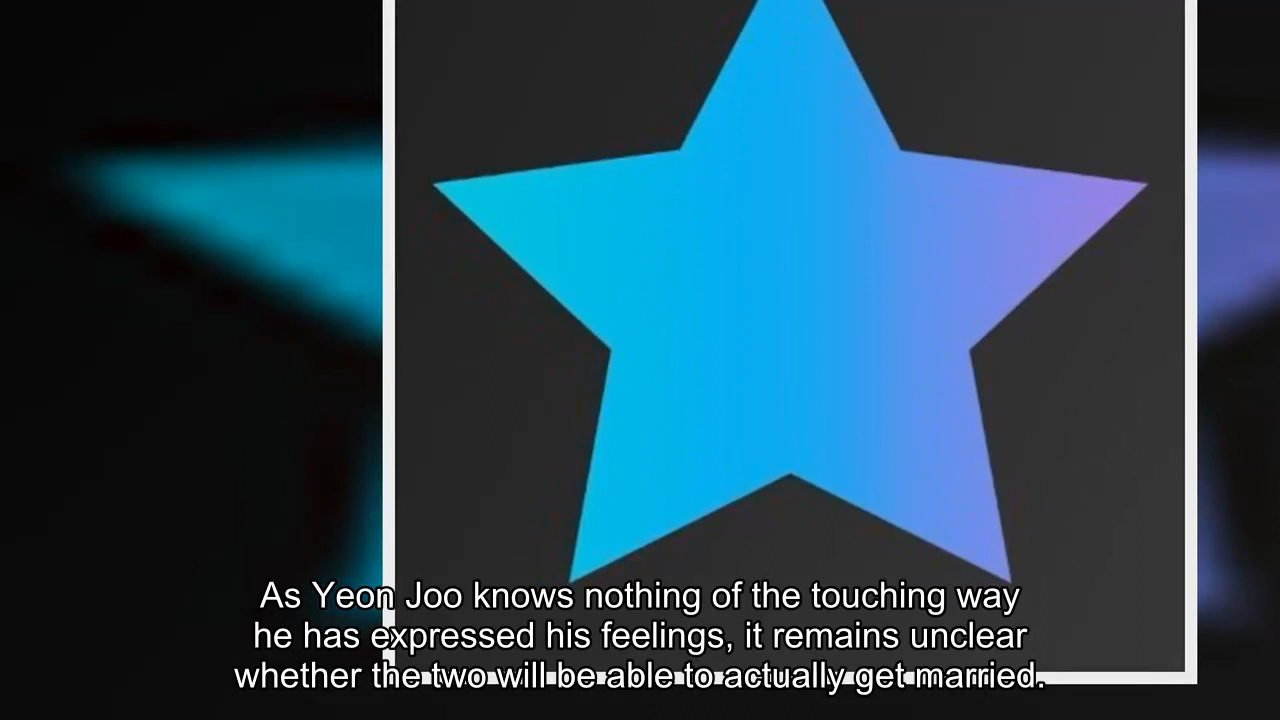 As Yeon Joo knows nothing of the touching way
he has expressed his feelings, it remains unclear
whether the two will be able to actually get married.